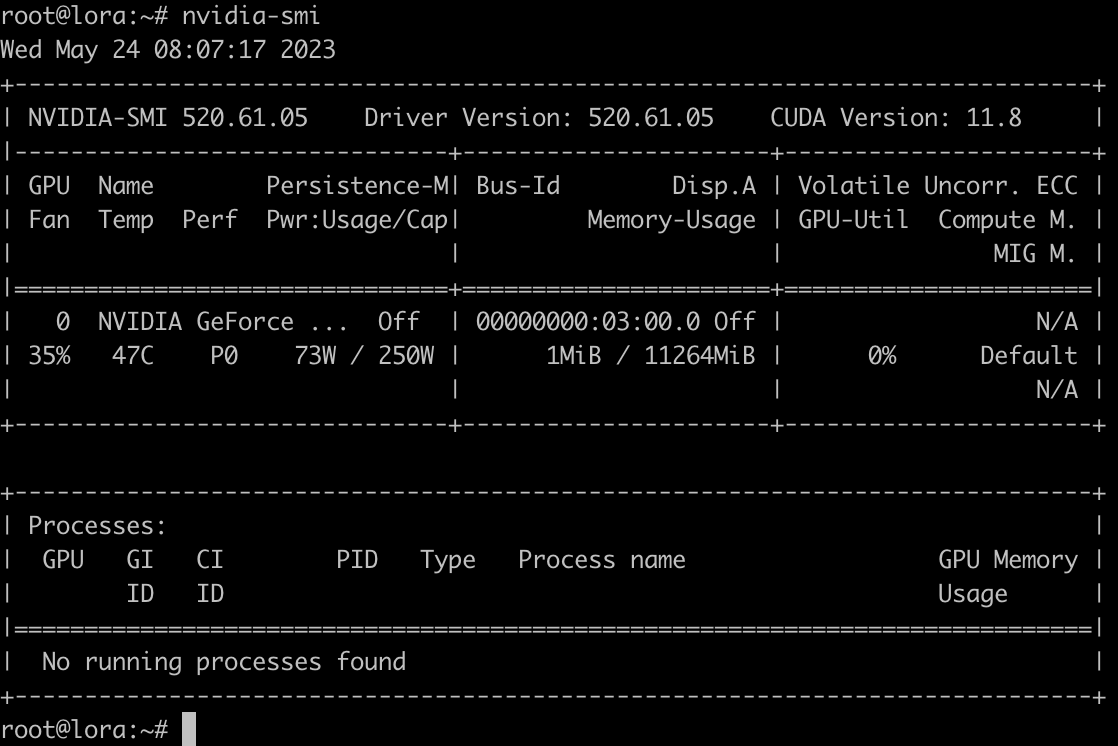 root@lora:~# nvidia-smi
Wed May 24 08:07:17 2023
+-----------------------------------------------------------------------------+
| NVIDIA-SMI 520.61.05    Driver Version: 520.61.05    CUDA Version: 11.8     |
|-------------------------------+----------------------+----------------------+
| GPU  Name        Persistence-M| Bus-Id        Disp.A | Volatile Uncorr. ECC |
| Fan  Temp  Perf  Pwr:Usage/Cap|         Memory-Usage | GPU-Util  Compute M. |
|                               |                      |               MIG M. |
|===============================+======================+======================|
|   0  NVIDIA GeForce ...  Off  | 00000000:03:00.0 Off |                  N/A |
| 35%   47C    P0    73W / 250W |      1MiB / 11264MiB |      0%      Default |
|                               |                      |                  N/A |
+-------------------------------+----------------------+----------------------+

+-----------------------------------------------------------------------------+
| Processes:                                                                  |
|  GPU   GI   CI        PID   Type   Process name                  GPU Memory |
|        ID   ID                                                   Usage      |
|=============================================================================|
|  No running processes found                                                 |
+-----------------------------------------------------------------------------+
root@lora:~#